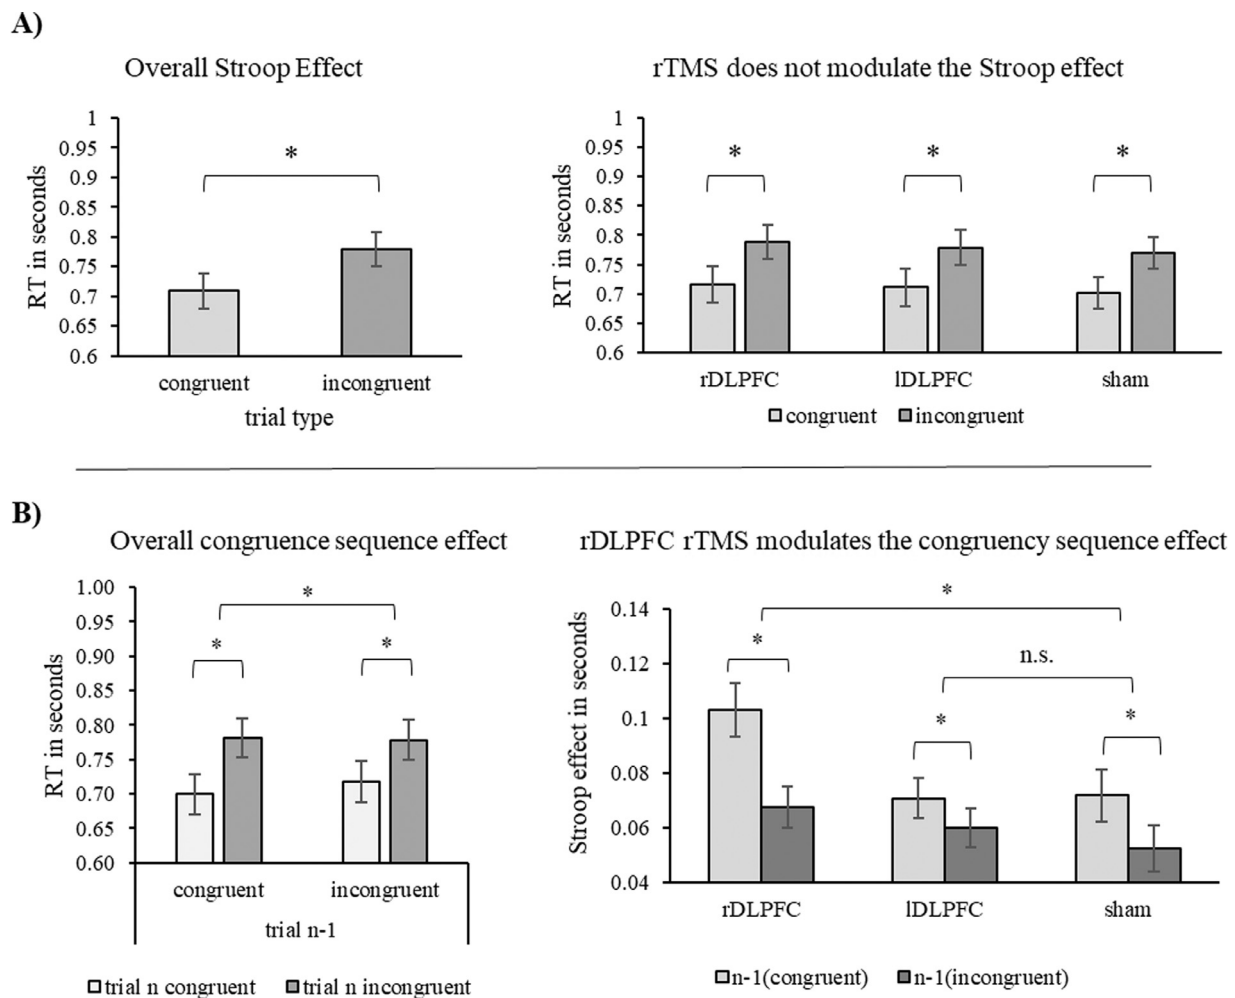 A)
Overall Stroop Effect
1
0.95
0.9
0.85
0.8
0.75
0.7
0.65
0.6
RT in seconds
*
congruent incongruent
trial type
rTMS does not modulate the Stroop effect
1
0.95
0.9
0.85
0.8
0.75
0.7
0.65
0.6
RT in seconds
* * *
rDLPFC lDLPFC sham
congruent incongruent
B)
Overall congruence sequence effect
1.00
0.95
0.90
0.85
0.80
0.75
0.70
0.65
0.60
RT in seconds
*
* *
congruent incongruent
trial n-1
trial n congruent trial n incongruent
rDLPFC rTMS modulates the congruency sequence effect
0.14
0.12
0.1
0.08
0.06
0.04
Stroop effect in seconds
*
*
n.s.
* *
rDLPFC lDLPFC sham
n-1(congruent) n-1(incongruent)